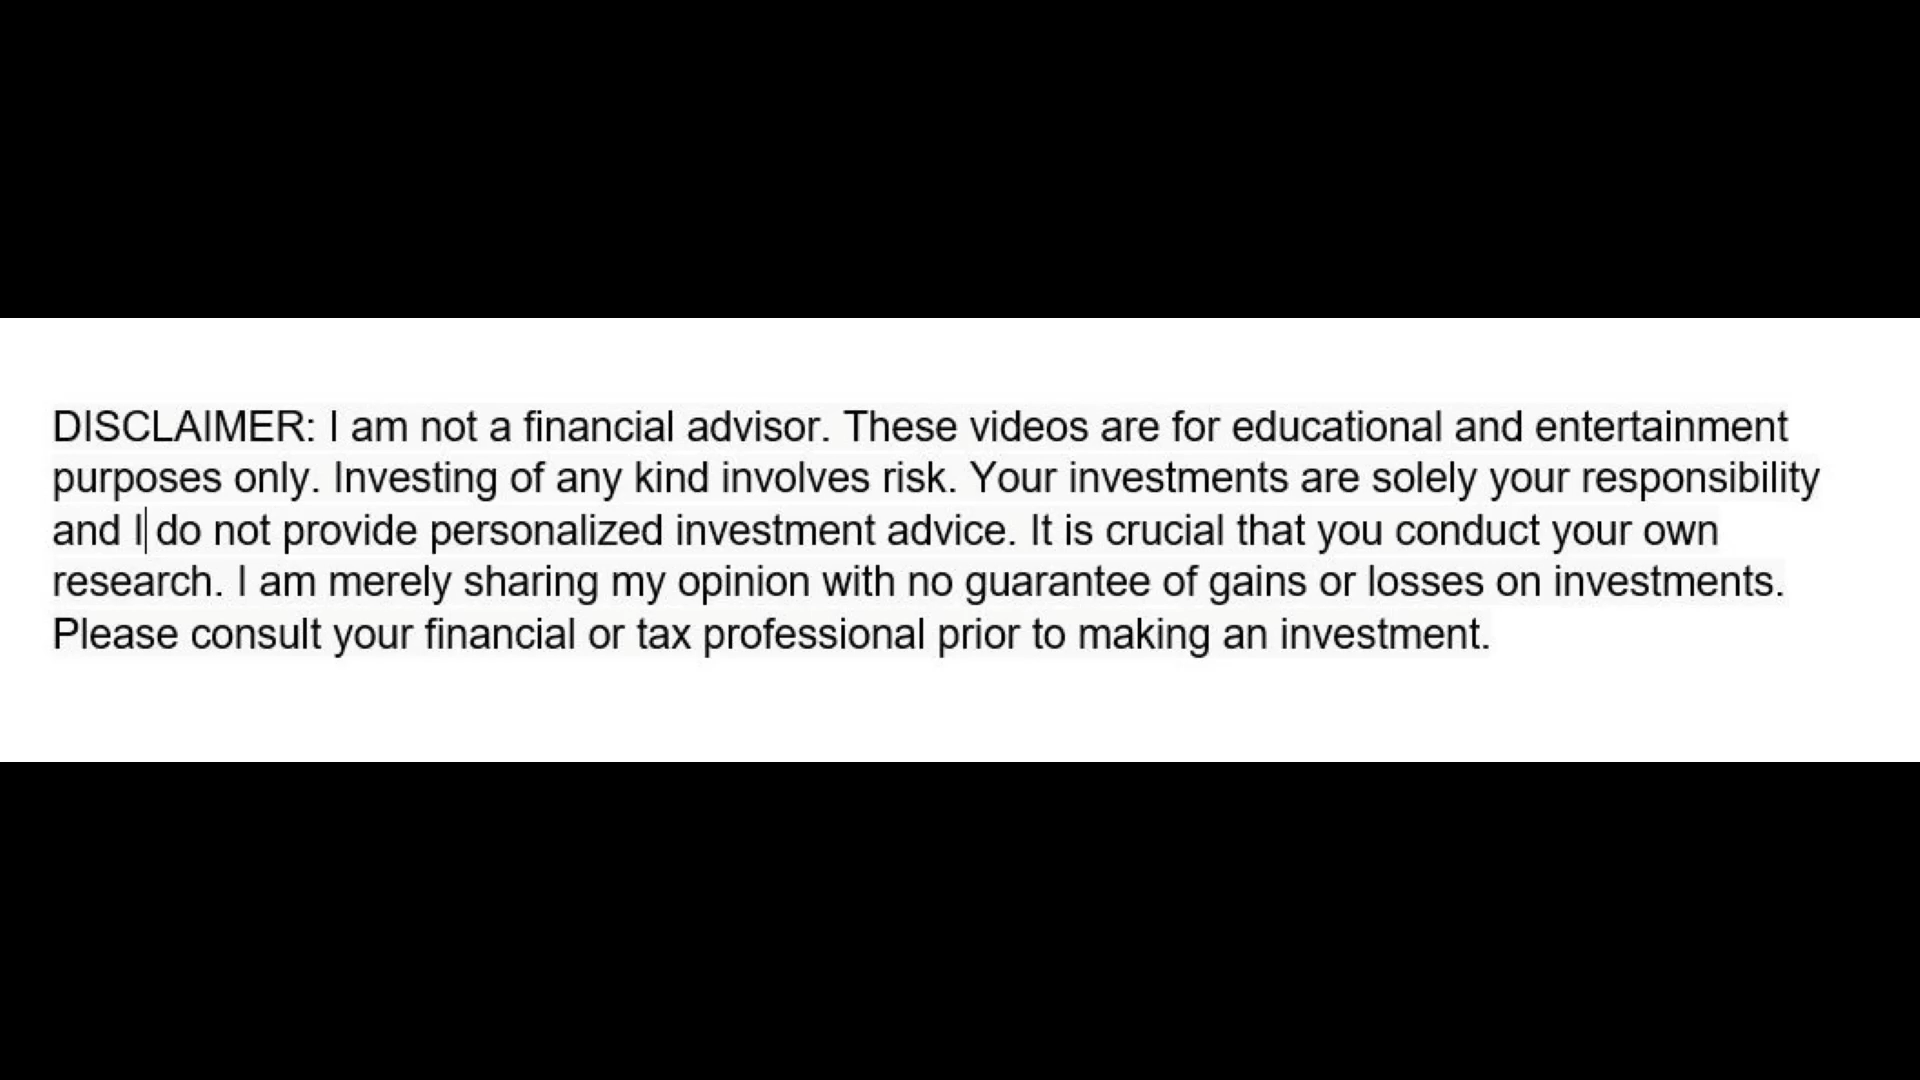 DISCLAIMER: I am not a financial advisor. These videos are for educational and entertainment
purposes only. Investing of any kind involves risk. Your investments are solely your responsibility
and I do not provide personalized investment advice. It is crucial that you conduct your own
research. I am merely sharing my opinion with no guarantee of gains or losses on investments.
Please consult your financial or tax professional prior to making an investment.